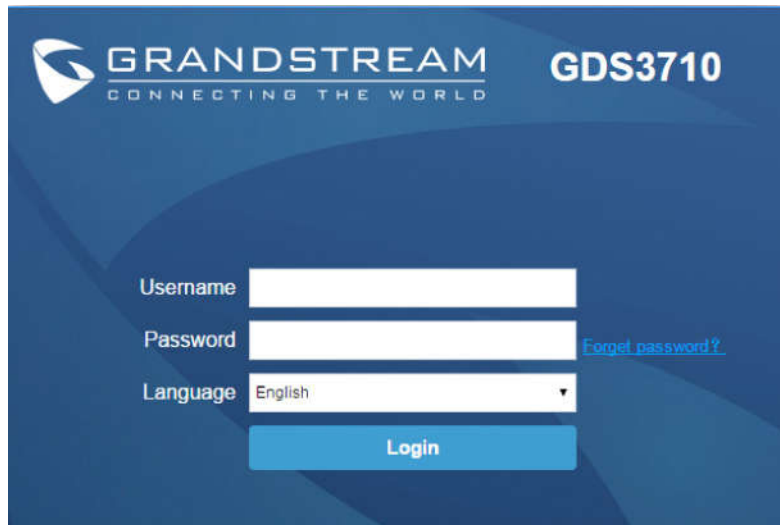 GRANDSTREAM GDS3710
CONNECTING THE WORLD
Username
Password Forget password?
Language English
Login